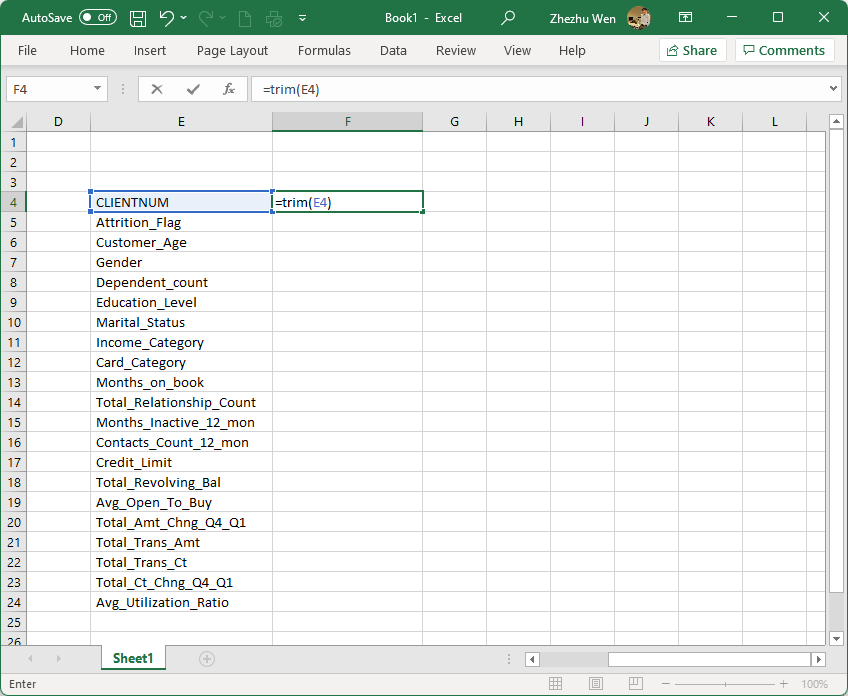 AutoSave Off Book1 - Excel Zhezhu Wen
File Home Insert Page Layout Formulas Data Review View Help Share Comments
F4 fx =trim(E4)
D E F G H I J K L
1
2
3
4 CLIENTNUM =trim(E4)
5 Attrition_Flag
6 Customer_Age
7 Gender
8 Dependent_count
9 Education_Level
10 Marital_Status
11 Income_Category
12 Card_Category
13 Months_on_book
14 Total_Relationship_Count
15 Months_Inactive_12_mon
16 Contacts_Count_12_mon
17 Credit_Limit
18 Total_Revolving_Bal
19 Avg_Open_To_Buy
20 Total_Amt_Chng_Q4_Q1
21 Total_Trans_Amt
22 Total_Trans_Ct
23 Total_Ct_Chng_Q4_Q1
24 Avg_Utilization_Ratio
25
26
Sheet1
Enter 100%